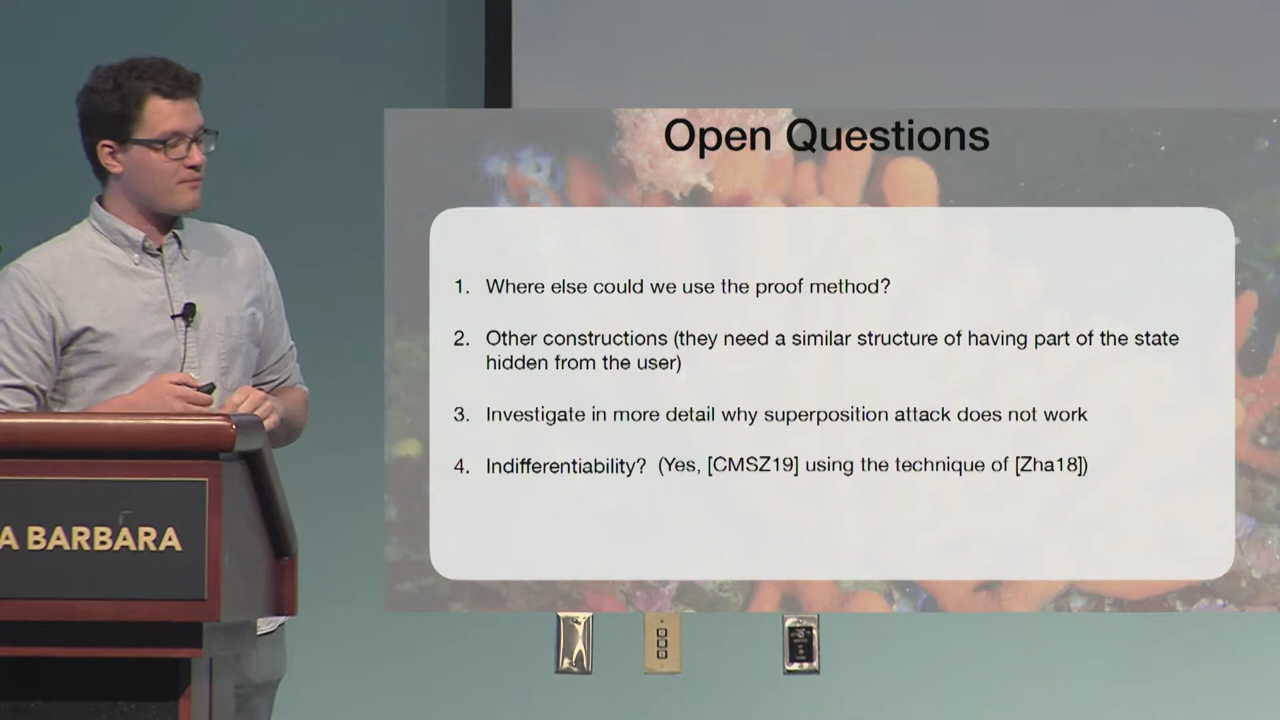 Open Questions
1. Where else could we use the proof method?
2. Other constructions (they need a similar structure of having part of the state
hidden from the user)
3. Investigate in more detail why superposition attack does not work
4. Indifferentiability? (Yes, [CMSZ19] using the technique of [Zha18])
A BARBARA